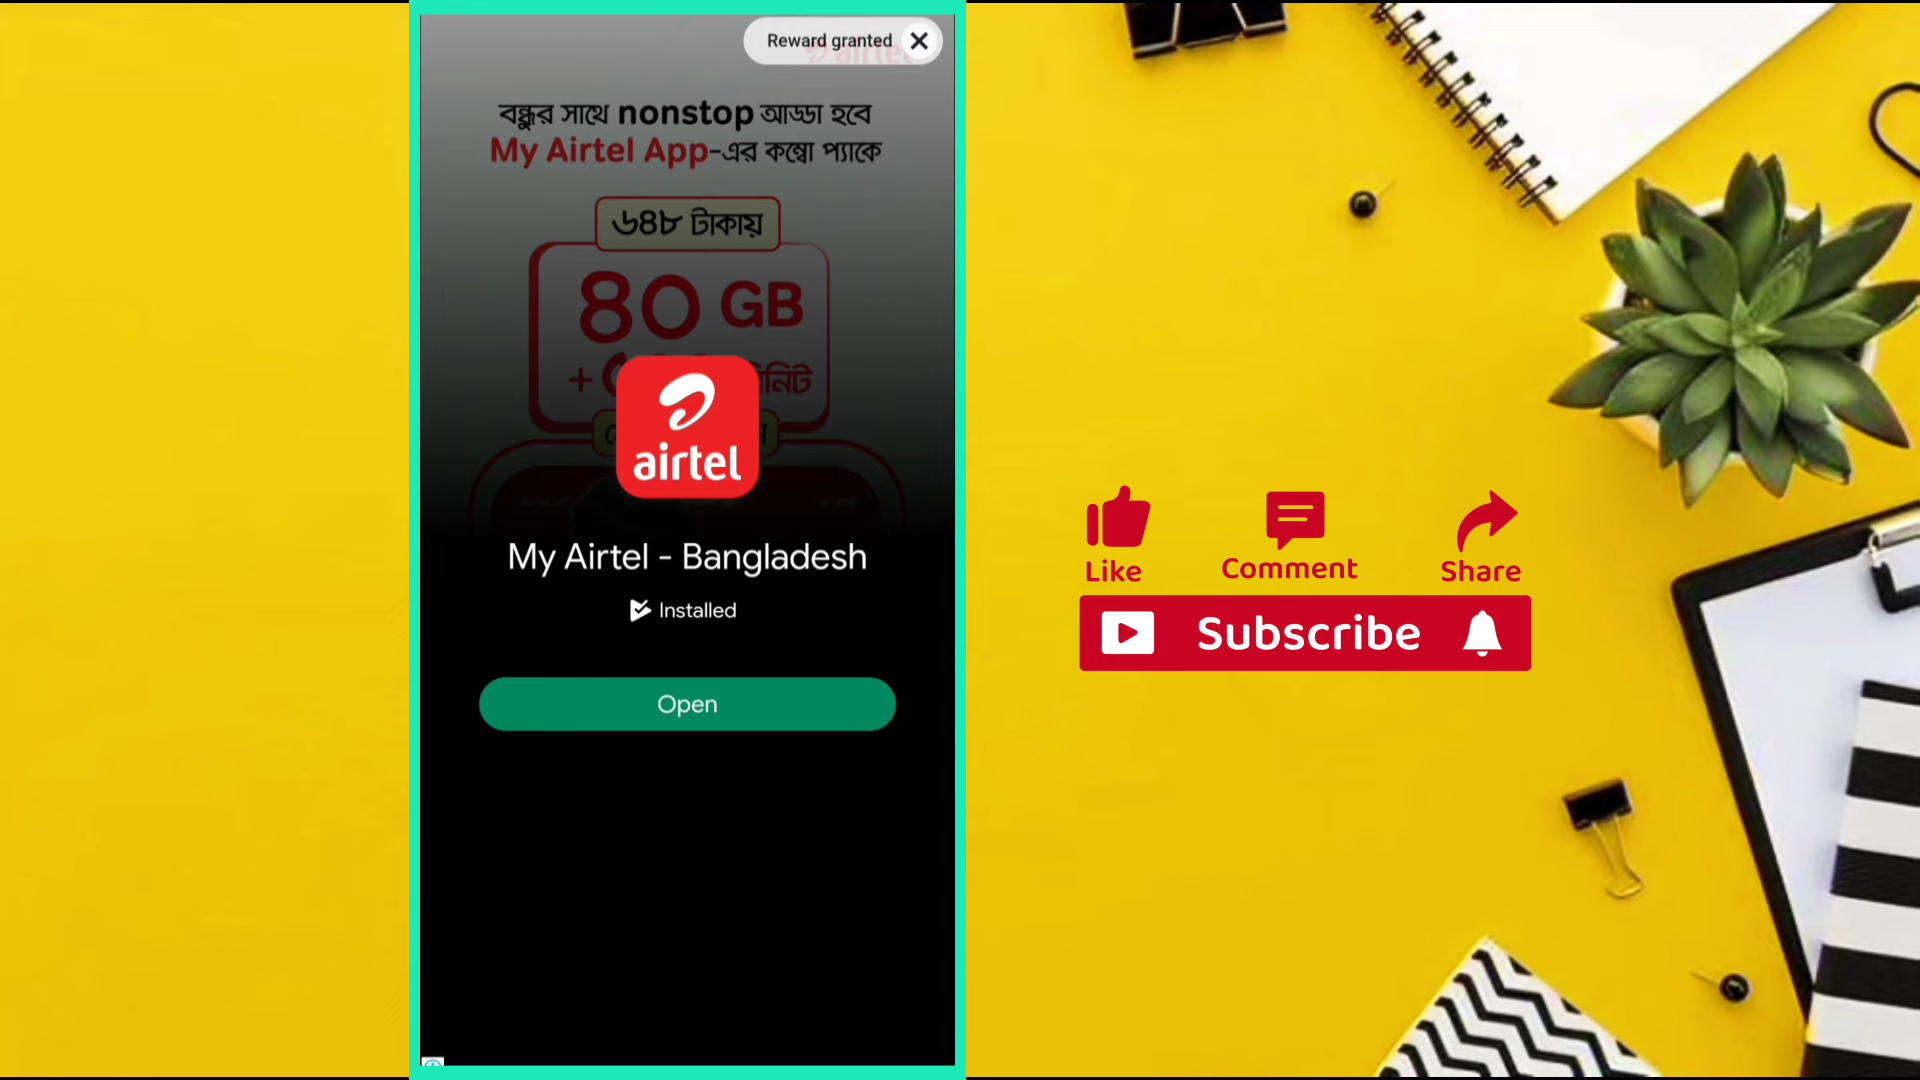 Reward granted
বন্ধুর সাথে nonstop আড্ডা হবে
My Airtel App-এর কম্বো প্যাকে
৬৪৮ টাকায়
80 GB
airtel
My Airtel - Bangladesh
Installed
Open
Like
Comment
Share
Subscribe